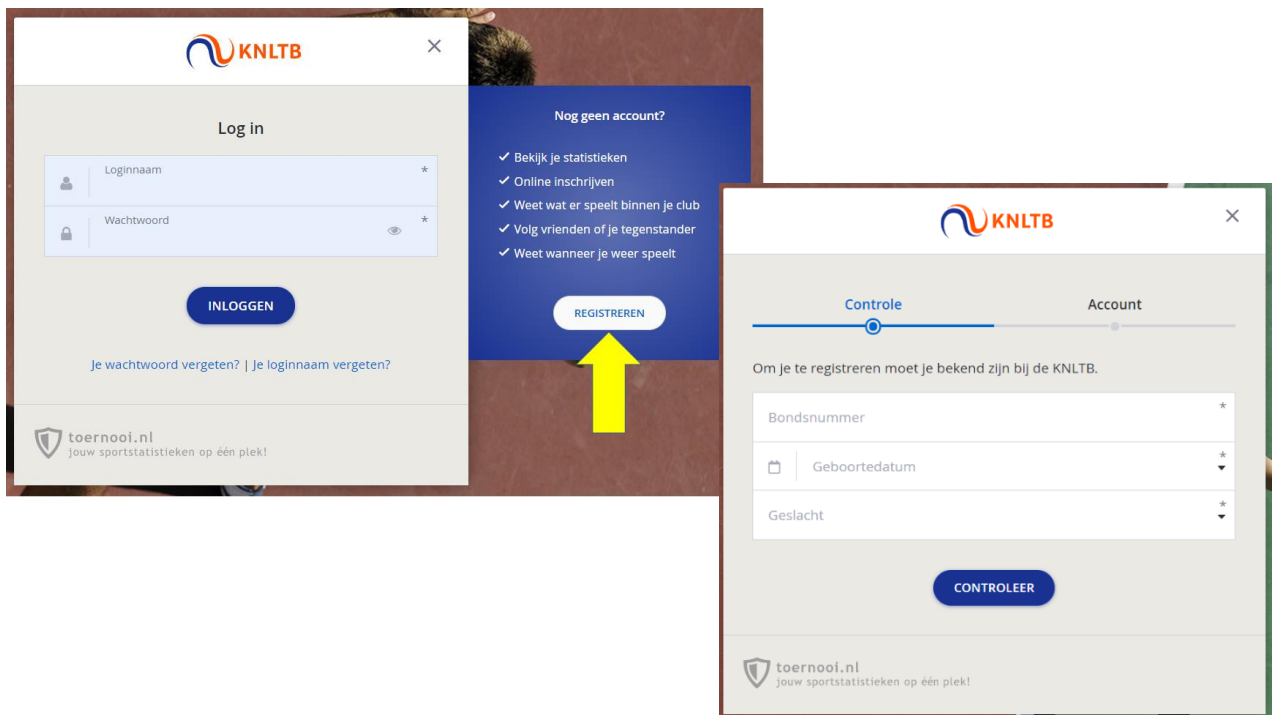 KNLTB
×
Log in
Loginnaam *
Wachtwoord *
INLOGGEN
Je wachtwoord vergeten? | Je loginnaam vergeten?
toernooi.nl
jouw sportstatistieken op één plek!
Nog geen account?
✓ Bekijk je statistieken
✓ Online inschrijven
✓ Weet wat er speelt binnen je club
✓ Volg vrienden of je tegenstander
✓ Weet wanneer je weer speelt
REGISTREREN
KNLTB
×
Controle Account
Om je te registreren moet je bekend zijn bij de KNLTB.
Bondsnummer *
Geboortedatum *
Geslacht *
CONTROLEER
toernooi.nl
jouw sportstatistieken op één plek!